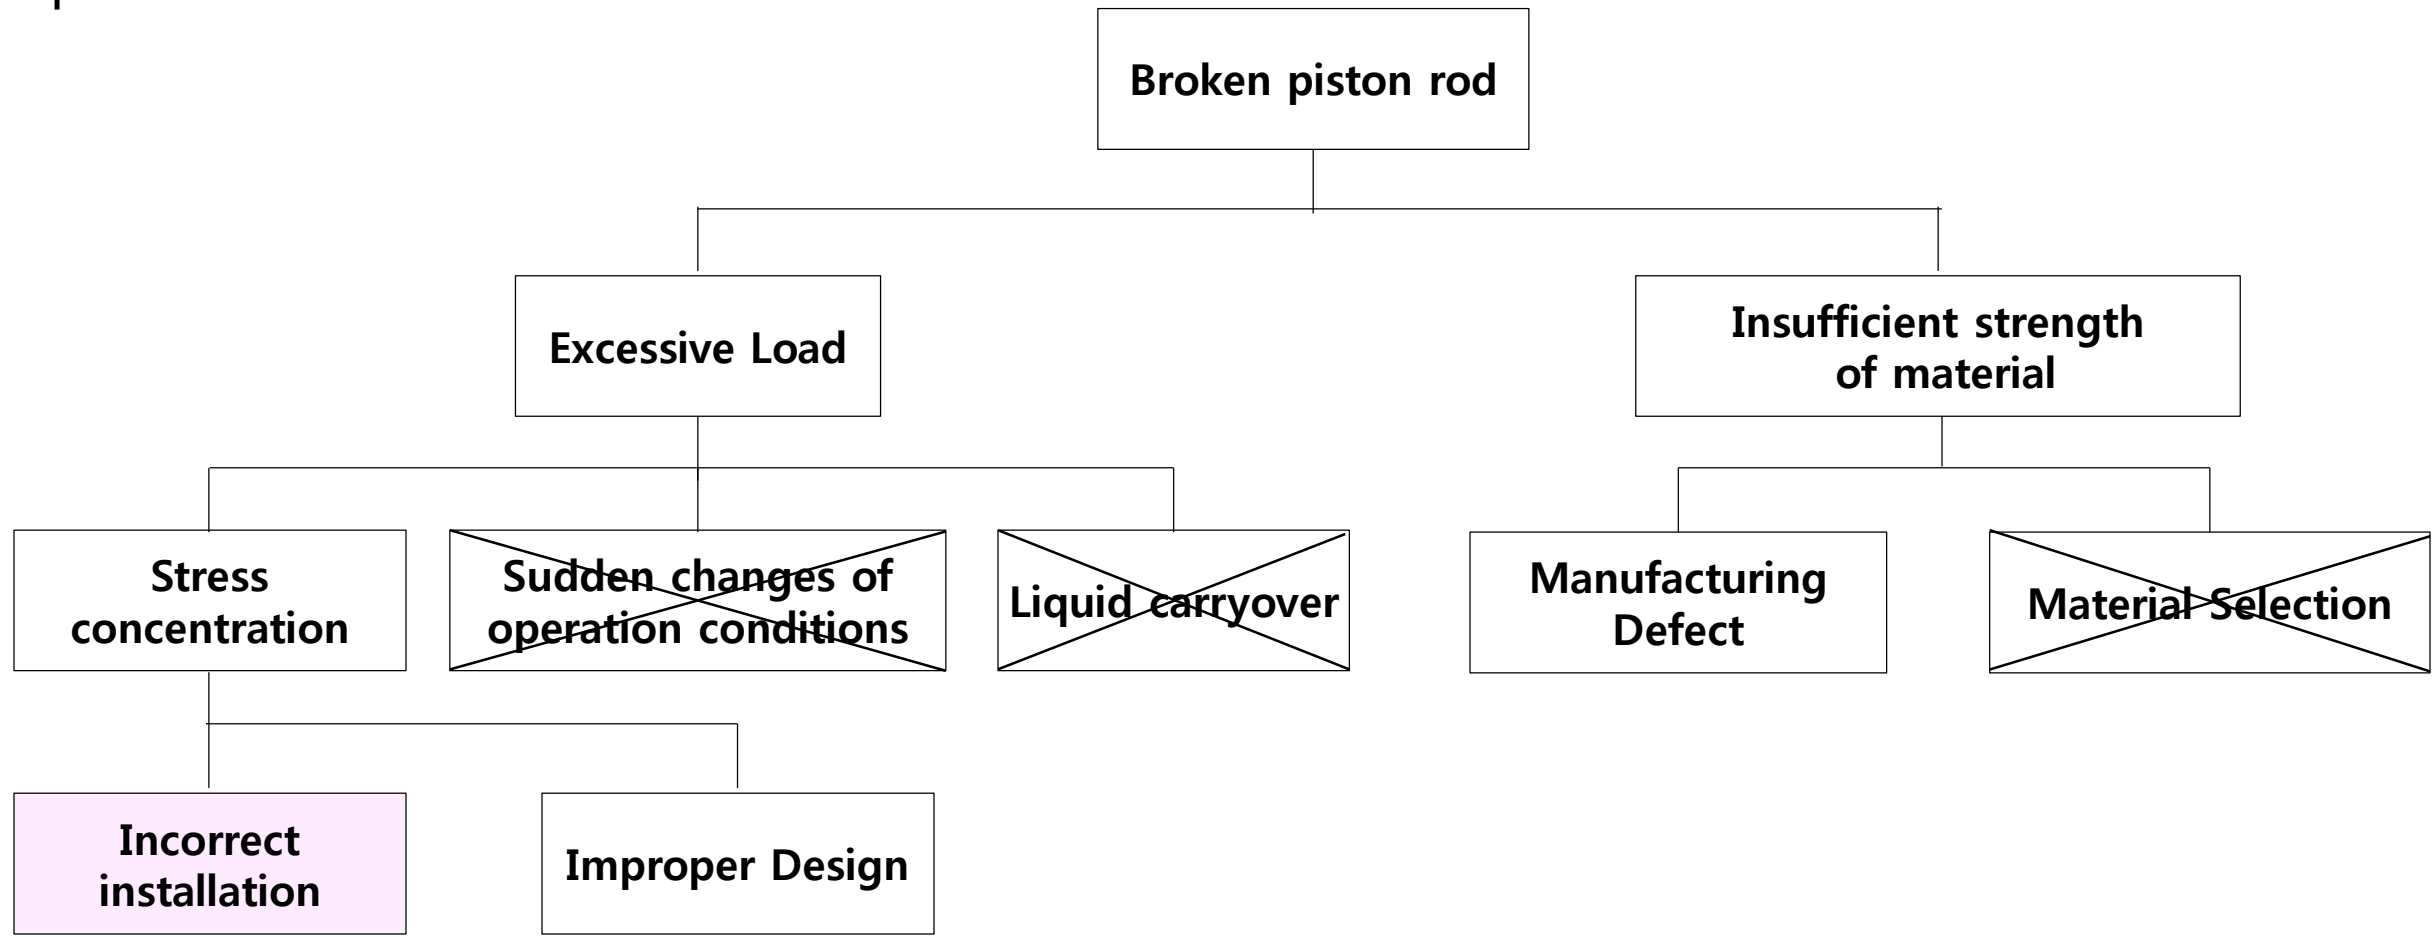 Broken piston rod
Excessive Load
Insufficient strength
of material
Stress
concentration
Sudden changes of
operation conditions
Liquid carryover
Manufacturing
Defect
Material Selection
Incorrect
installation
Improper Design